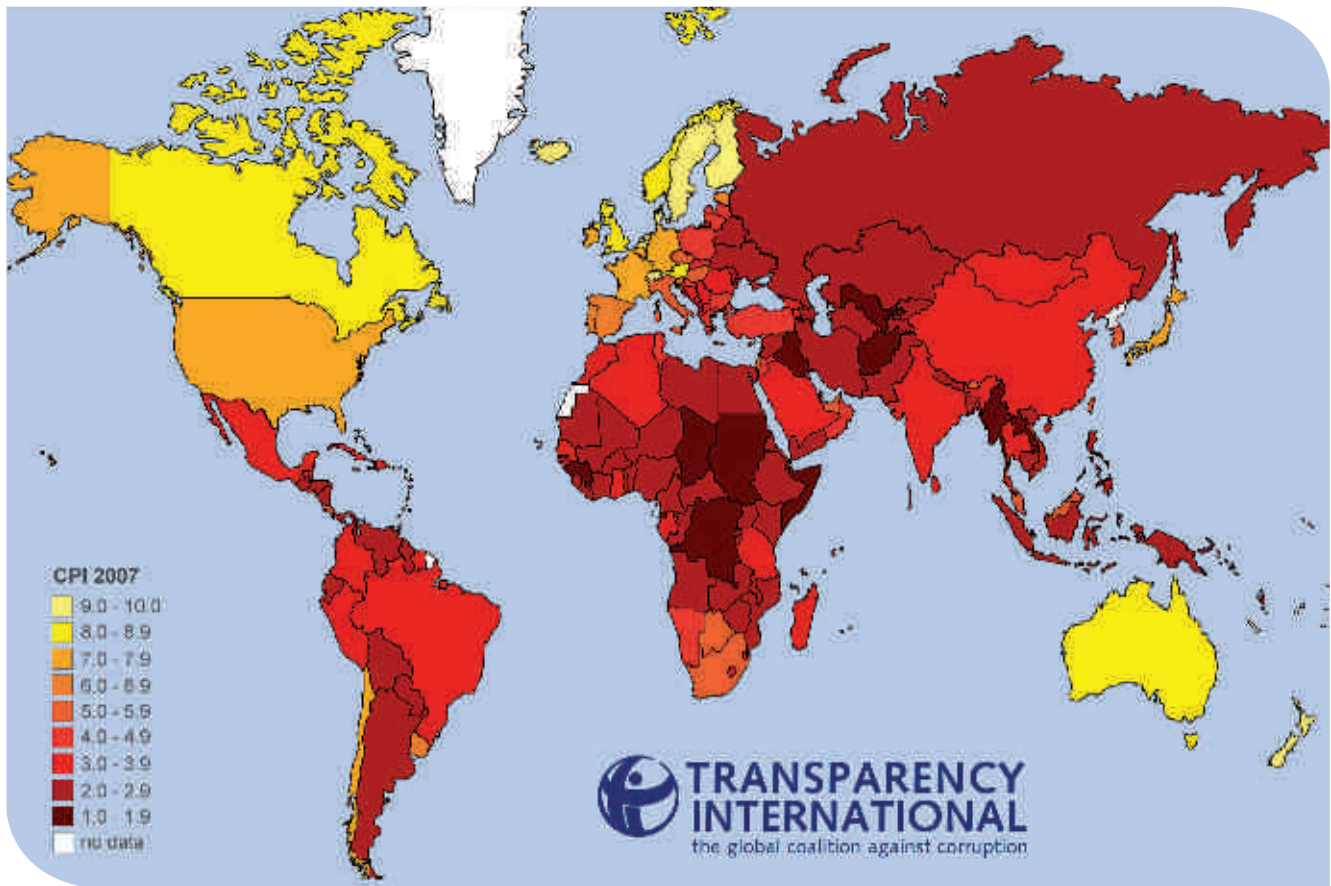 CPI 2007
9.0 - 10.0
8.0 - 8.9
7.0 - 7.9
6.0 - 6.9
5.0 - 5.9
4.0 - 4.9
3.0 - 3.9
2.0 - 2.9
1.0 - 1.9
no data
TRANSPARENCY
INTERNATIONAL
the global coalition against corruption